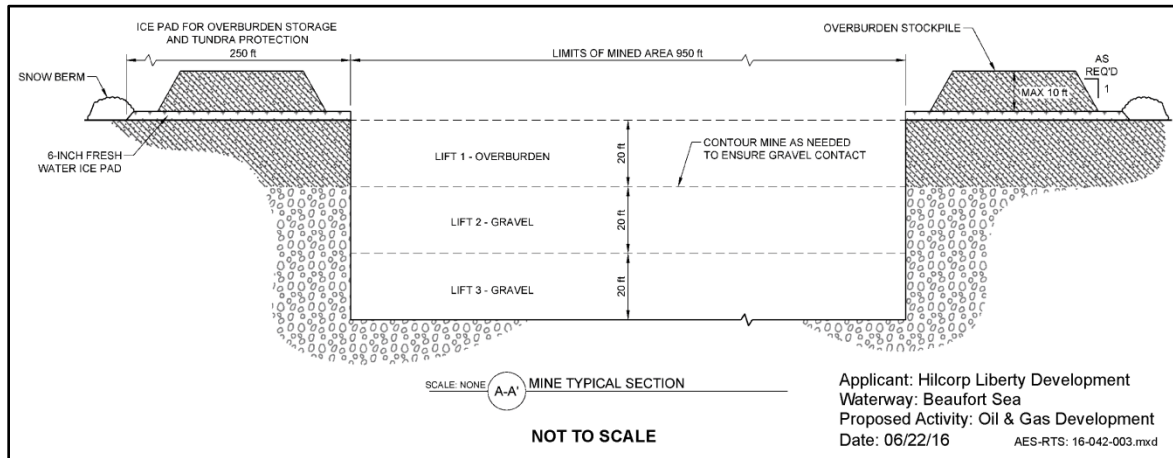 ICE PAD FOR OVERBURDEN STORAGE
AND TUNDRA PROTECTION
250 ft
LIMITS OF MINED AREA 950 ft
OVERBURDEN STOCKPILE
SNOW BERM
AS
REQ'D
1
MAX 10 ft
6-INCH FRESH
WATER ICE PAD
LIFT 1 - OVERBURDEN
20 ft
CONTOUR MINE AS NEEDED
TO ENSURE GRAVEL CONTACT
LIFT 2 - GRAVEL
20 ft
LIFT 3 - GRAVEL
20 ft
SCALE: NONE
A-A'
MINE TYPICAL SECTION
NOT TO SCALE
Applicant: Hilcorp Liberty Development
Waterway: Beaufort Sea
Proposed Activity: Oil & Gas Development
Date: 06/22/16
AES-RTS: 16-042-003.mxd